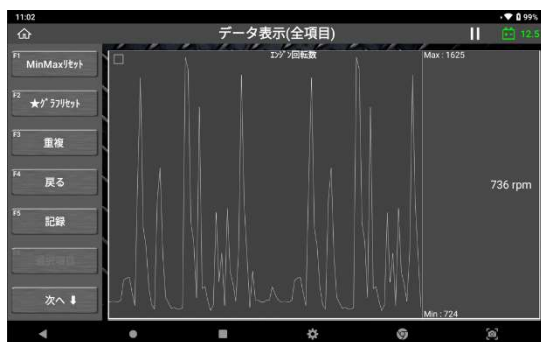 11:02
99%
データ表示(全項目)
12.5
F1
MinMaxﾘｾｯﾄ
F2
★ｸﾞﾗﾌﾘｾｯﾄ
F3
重複
F4
戻る
F5
記録
次へ ⬇
ｴﾝｼﾞﾝ回転数
Max : 1625
736 rpm
Min : 724